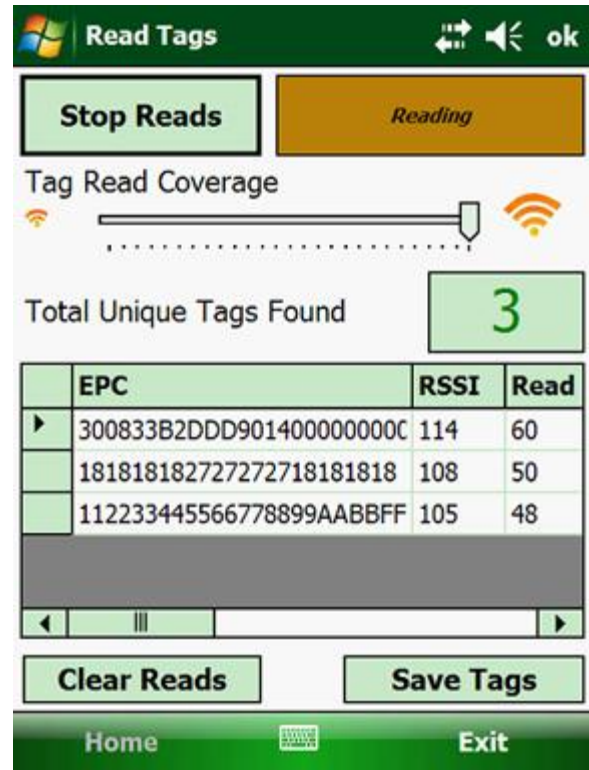 Read Tags ok
Stop Reads Reading
Tag Read Coverage
Total Unique Tags Found 3
EPC RSSI Read
300833B2DDD9014000000000 114 60
181818182727272718181818 108 50
112233445566778899AABBFF 105 48
Clear Reads Save Tags
Home Exit